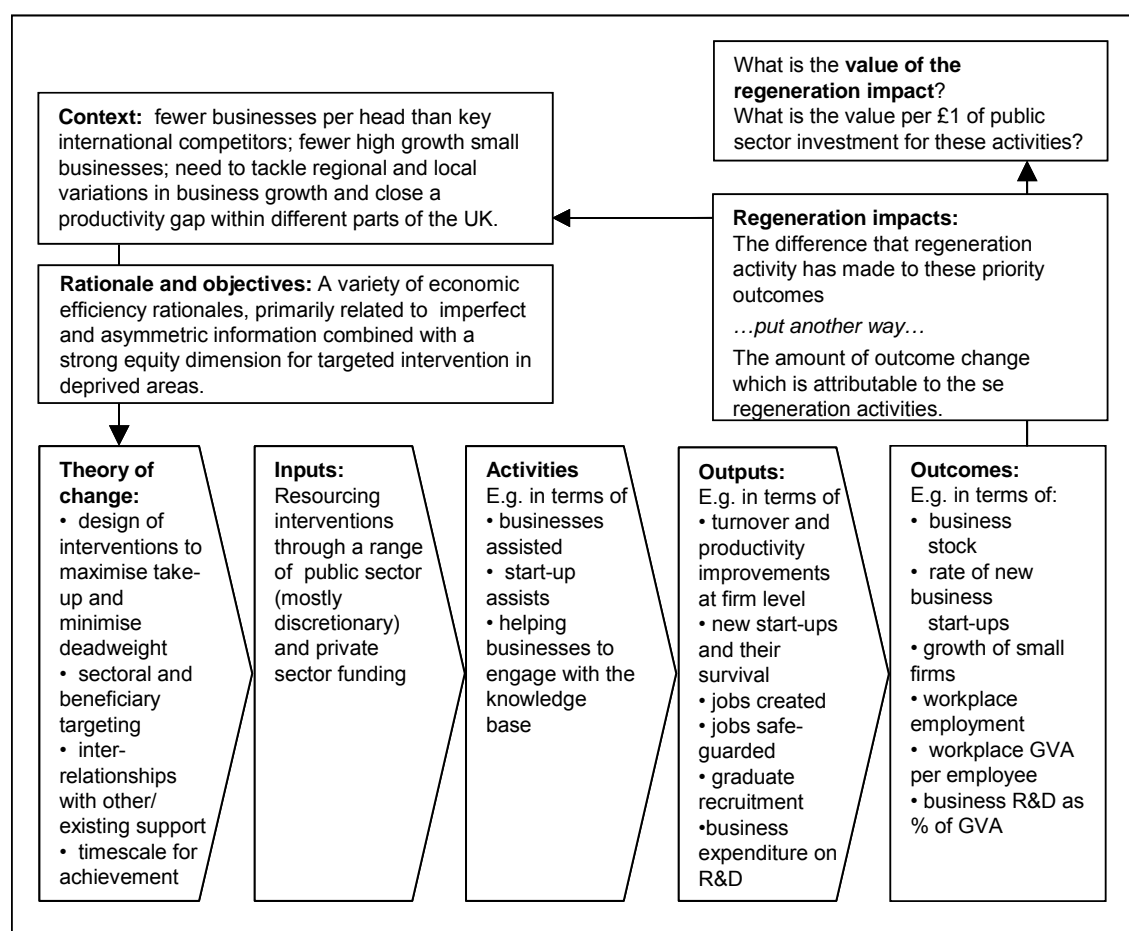 Context: fewer businesses per head than key
international competitors; fewer high growth small
businesses; need to tackle regional and local
variations in business growth and close a
productivity gap within different parts of the UK.
Rationale and objectives: A variety of economic
efficiency rationales, primarily related to imperfect
and asymmetric information combined with a
strong equity dimension for targeted intervention in
deprived areas.
What is the value of the
regeneration impact?
What is the value per £1 of public
sector investment for these activities?
Regeneration impacts:
The difference that regeneration
activity has made to these priority
outcomes
…put another way…
The amount of outcome change
which is attributable to the se
regeneration activities.
Theory of
change:
• design of
interventions to
maximise take-
up and
minimise
deadweight
• sectoral and
beneficiary
targeting
• inter-
relationships
with other/
existing support
• timescale for
achievement
Inputs:
Resourcing
interventions
through a range
of public sector
(mostly
discretionary)
and private
sector funding
Activities
E.g. in terms of
• businesses
assisted
• start-up
assists
• helping
businesses to
engage with the
knowledge
base
Outputs:
E.g. in terms of
• turnover and
productivity
improvements
at firm level
• new start-ups
and their
survival
• jobs created
• jobs safe-
guarded
• graduate
recruitment
•business
expenditure on
R&D
Outcomes:
E.g. in terms of:
• business
stock
• rate of new
business
start-ups
• growth of small
firms
• workplace
employment
• workplace GVA
per employee
• business R&D as
% of GVA